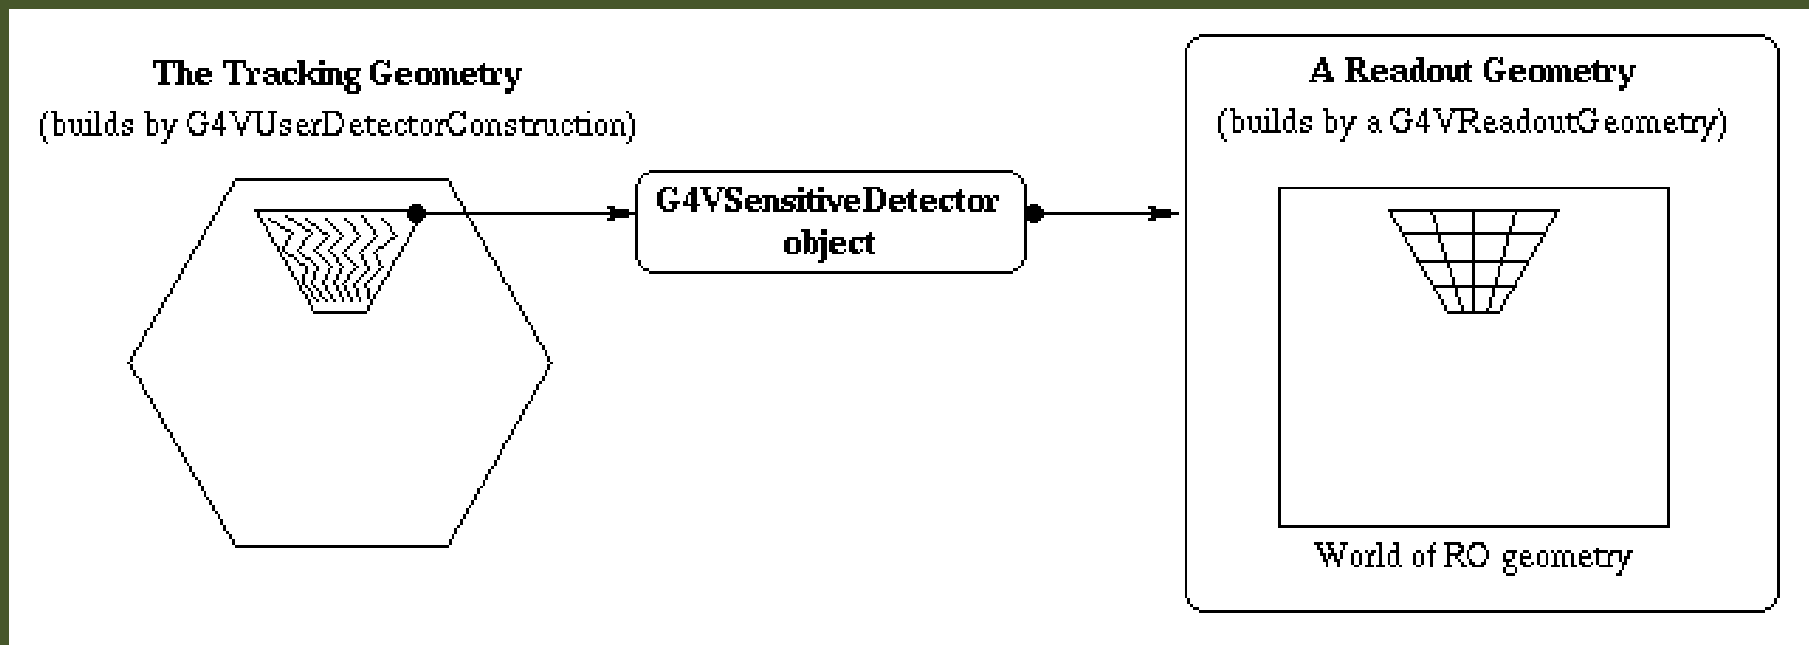 The Tracking Geometry
(builds by G4VUserDetectorConstruction)
G4VSensitiveDetector
object
A Readout Geometry
(builds by a G4VReadoutGeometry)
World of RO geometry